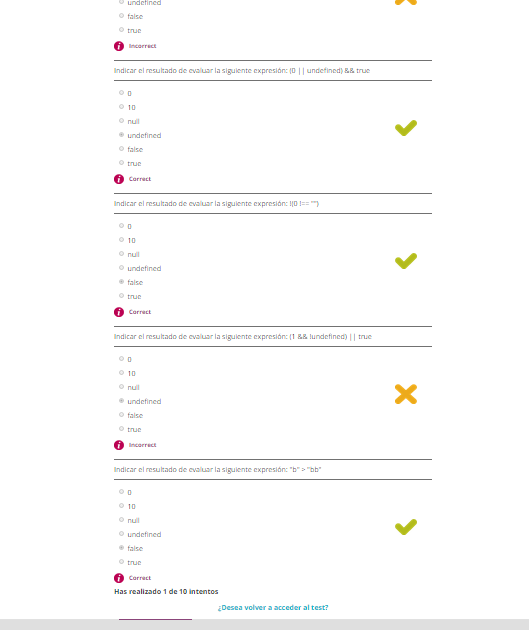 undefined
false
true
Incorrect
Indicar el resultado de evaluar la siguiente expresión: (0 || undefined) && true
0
10
null
undefined
false
true
Correct
Indicar el resultado de evaluar la siguiente expresión: !(0 !== "")
0
10
null
undefined
false
true
Correct
Indicar el resultado de evaluar la siguiente expresión: (1 && !undefined) || true
0
10
null
undefined
false
true
Incorrect
Indicar el resultado de evaluar la siguiente expresión: "b" > "bb"
0
10
null
undefined
false
true
Correct
Has realizado 1 de 10 intentos
¿Desea volver a acceder al test?